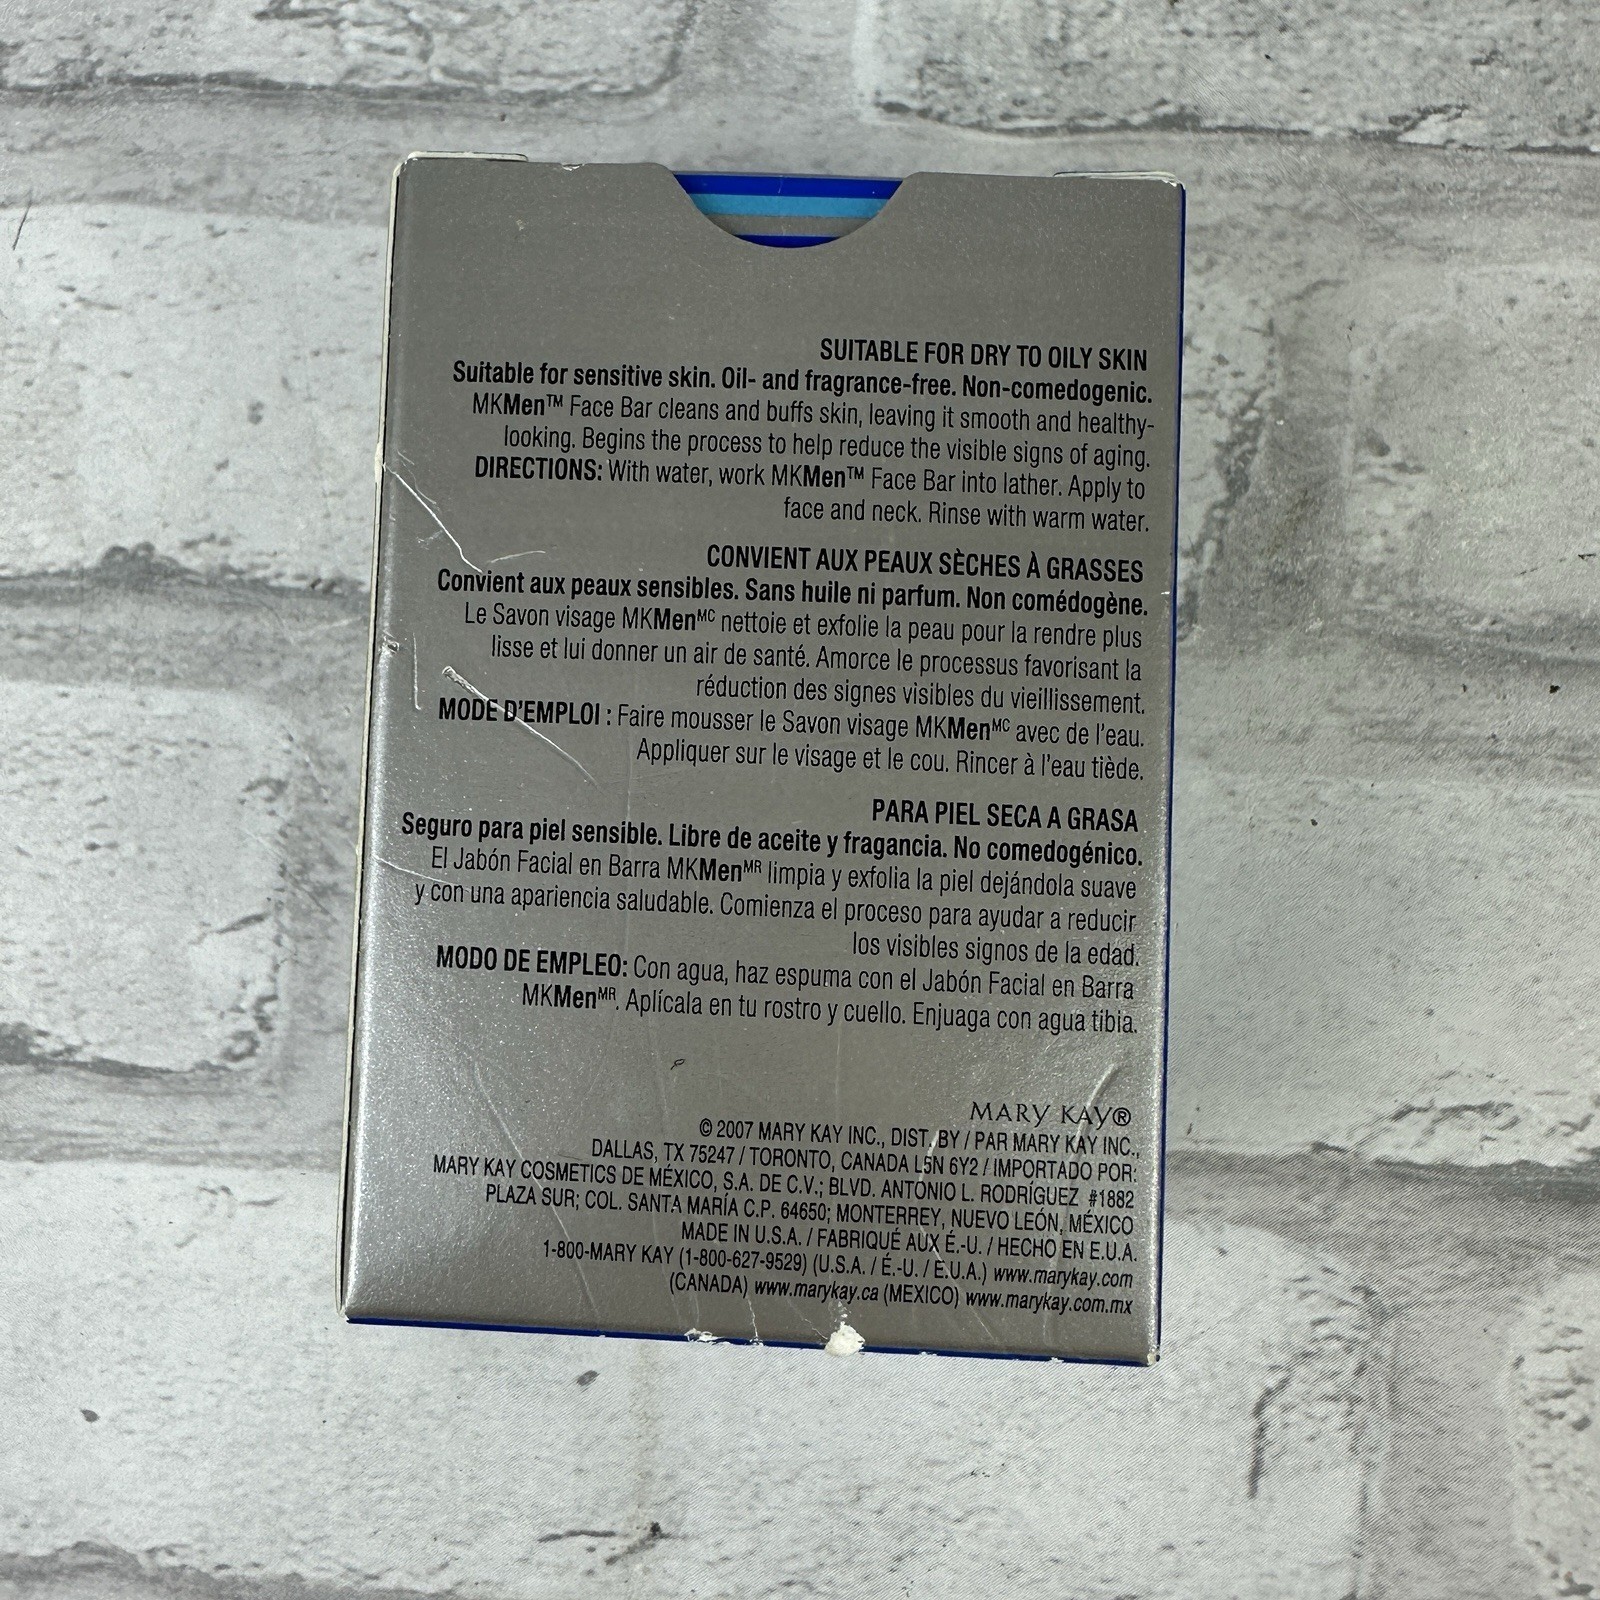 SUITABLE FOR DRY TO OILY SKIN
Suitable for sensitive skin. Oil- and fragrance-free. Non-comedogenic.
MKMen™ Face Bar cleans and buffs skin, leaving it smooth and healthy-
looking. Begins the process to help reduce the visible signs of aging.
DIRECTIONS: With water, work MKMen™ Face Bar into lather. Apply to
face and neck. Rinse with warm water.
CONVIENT AUX PEAUX SÈCHES À GRASSES
Convient aux peaux sensibles. Sans huile ni parfum. Non comédogène.
Le Savon visage MKMenMC nettoie et exfolie la peau pour la rendre plus
lisse et lui donner un air de santé. Amorce le processus favorisant la
réduction des signes visibles du vieillissement.
MODE D'EMPLOI : Faire mousser le Savon visage MKMenMC avec de l'eau.
Appliquer sur le visage et le cou. Rincer à l'eau tiède.
PARA PIEL SECA A GRASA
Seguro para piel sensible. Libre de aceite y fragancia. No comedogénico.
El Jabón Facial en Barra MKMenMR limpia y exfolia la piel dejándola suave
y con una apariencia saludable. Comienza el proceso para ayudar a reducir
los visibles signos de la edad.
MODO DE EMPLEO: Con agua, haz espuma con el Jabón Facial en Barra
MKMenMR. Aplícala en tu rostro y cuello. Enjuaga con agua tibia.
MARY KAY®
© 2007 MARY KAY INC., DIST. BY / PAR MARY KAY INC.,
DALLAS, TX 75247 / TORONTO, CANADA L5N 6Y2 / IMPORTADO POR:
MARY KAY COSMETICS DE MÉXICO, S.A. DE C.V.; BLVD. ANTONIO L. RODRÍGUEZ #1882
PLAZA SUR; COL. SANTA MARÍA C.P. 64650; MONTERREY, NUEVO LEÓN, MÉXICO
MADE IN U.S.A. / FABRIQUÉ AUX É.-U. / HECHO EN E.U.A.
1-800-MARY KAY (1-800-627-9529) (U.S.A. / É.-U. / E.U.A.) www.marykay.com
(CANADA) www.marykay.ca (MEXICO) www.marykay.com.mx